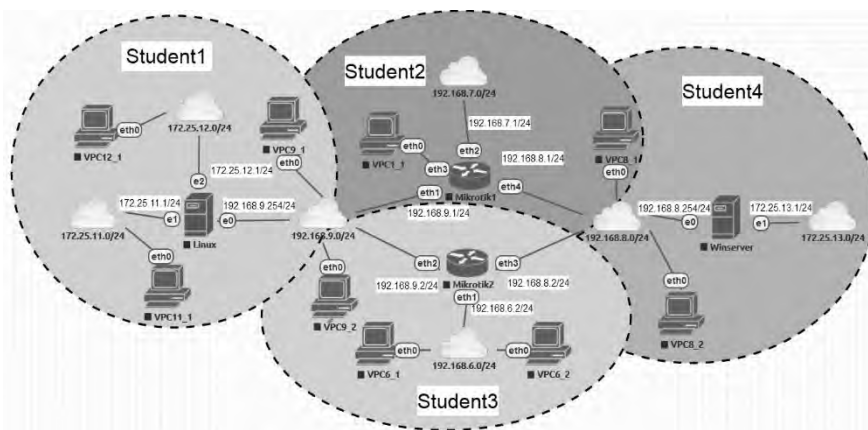 Student1
Student2
Student4
Student3
192.168.7.0/24
172.25.12.0/24
eth0
VPC12_1
VPC9_1
eth0
e2
172.25.12.1/24
172.25.11.1/24
192.168.9.254/24
e1
Linux
e0
172.25.11.0/24
eth0
VPC11_1
192.168.9.0/24
eth0
VPC9_2
192.168.7.1/24
eth2
eth0
VPC1_1
eth3
192.168.8.1/24
Mikrotik1
eth1
eth4
192.168.9.1/24
VPC8_1
eth0
192.168.8.254/24
172.25.13.1/24
e0
Winserver
e1
192.168.8.0/24
172.25.13.0/24
eth0
VPC8_2
eth2
eth3
Mikrotik2
192.168.9.2/24
192.168.8.2/24
eth1
192.168.6.2/24
eth0
eth0
VPC6_1
192.168.6.0/24
VPC6_2